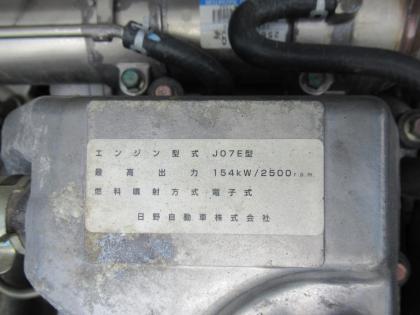 エンジン型式 J07E型
最高出力 154kW/2500r.p.m
燃料噴射方式 電子式
日野自動車株式会社